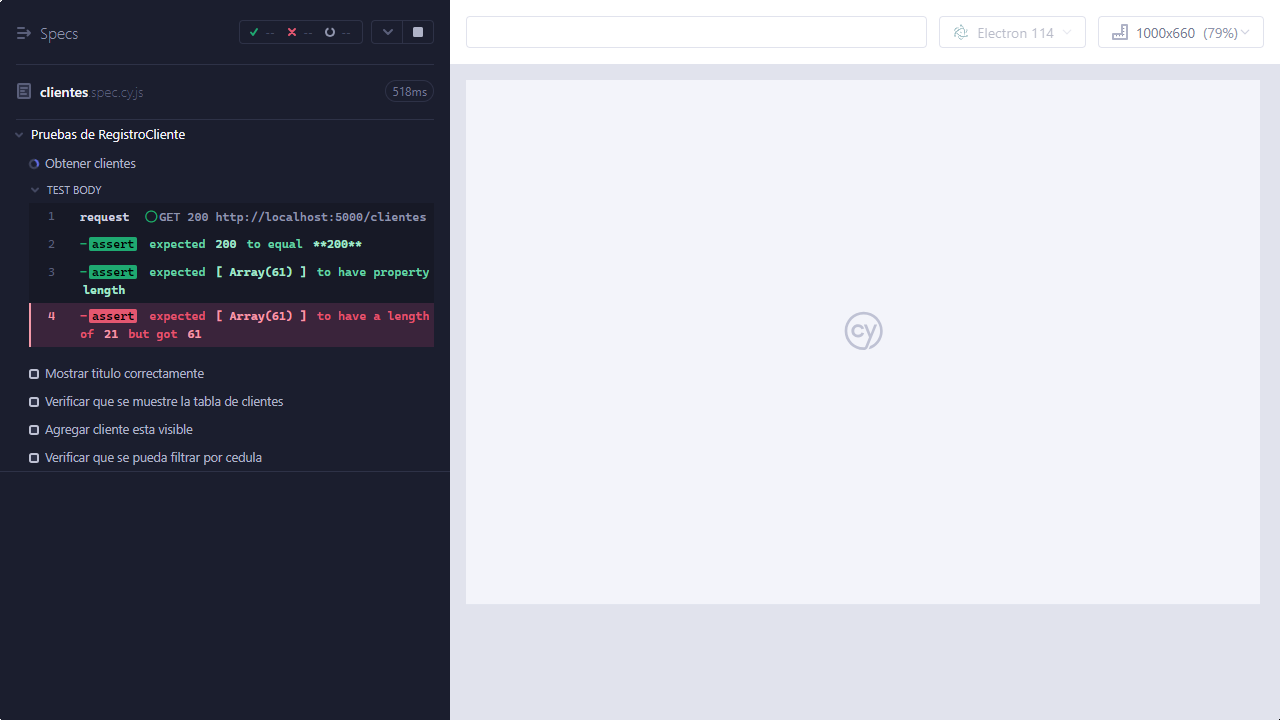 Specs
-- -- --
clientes.spec.cy.js
518ms
Pruebas de RegistroCliente
Obtener clientes
TEST BODY
1 request GET 200 http://localhost:5000/clientes
2 -assert expected 200 to equal **200**
3 -assert expected [ Array(61) ] to have property
length
4 -assert expected [ Array(61) ] to have a length
of 21 but got 61
Mostrar titulo correctamente
Verificar que se muestre la tabla de clientes
Agregar cliente esta visible
Verificar que se pueda filtrar por cedula
Electron 114
1000x660 (79%)
cy